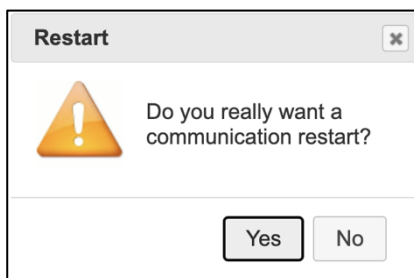 Restart
Do you really want a
communication restart?
Yes
No